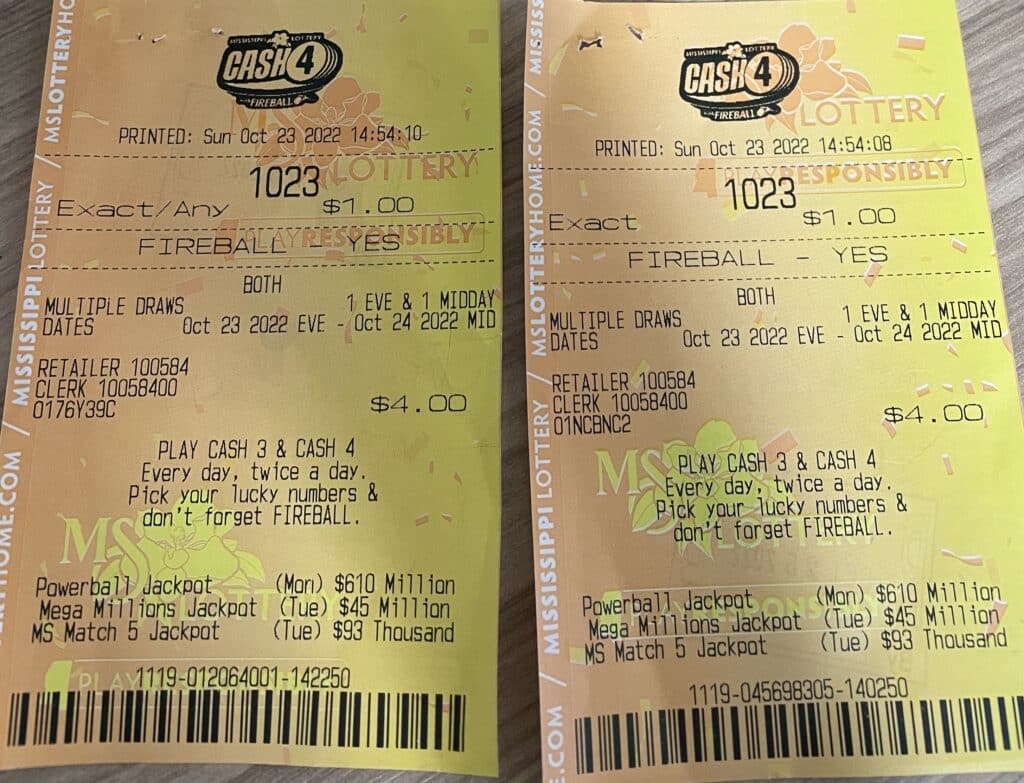 MISSISSIPPI LOTTERY
CASH 4
FIREBALL
PRINTED: Sun Oct 23 2022 14:54:10
1023
Exact/Any $1.00
FIREBALL - YES
BOTH
MULTIPLE DRAWS 1 EVE & 1 MIDDAY
DATES Oct 23 2022 EVE - Oct 24 2022 MID
RETAILER 100584
CLERK 10058400
0176Y39C $4.00
PLAY CASH 3 & CASH 4
Every day, twice a day.
Pick your lucky numbers &
don't forget FIREBALL.
Powerball Jackpot (Mon) $610 Million
Mega Millions Jackpot (Tue) $45 Million
MS Match 5 Jackpot (Tue) $93 Thousand
1119-012064001-142250
MS LOTTERY
PLAY RESPONSIBLY
MS LOTTERY
PLAY
MSLOTTERYHOME.COM / MISSISSIPPI LOTTERY /
MISSISSIPPI LOTTERY
CASH 4
FIREBALL
PRINTED: Sun Oct 23 2022 14:54:08
1023
Exact $1.00
FIREBALL - YES
BOTH
MULTIPLE DRAWS 1 EVE & 1 MIDDAY
DATES Oct 23 2022 EVE - Oct 24 2022 MID
RETAILER 100584
CLERK 10058400
01NCBNC2 $4.00
PLAY CASH 3 & CASH 4
Every day, twice a day.
Pick your lucky numbers &
don't forget FIREBALL.
Powerball Jackpot (Mon) $610 Million
Mega Millions Jackpot (Tue) $45 Million
MS Match 5 Jackpot (Tue) $93 Thousand
1119-045698305-140250
LOTTERY
PLAY RESPONSIBLY
MS LOTTERY
MISSISSIPPI LOTTERY / MSLOTTERYHOME.COM /